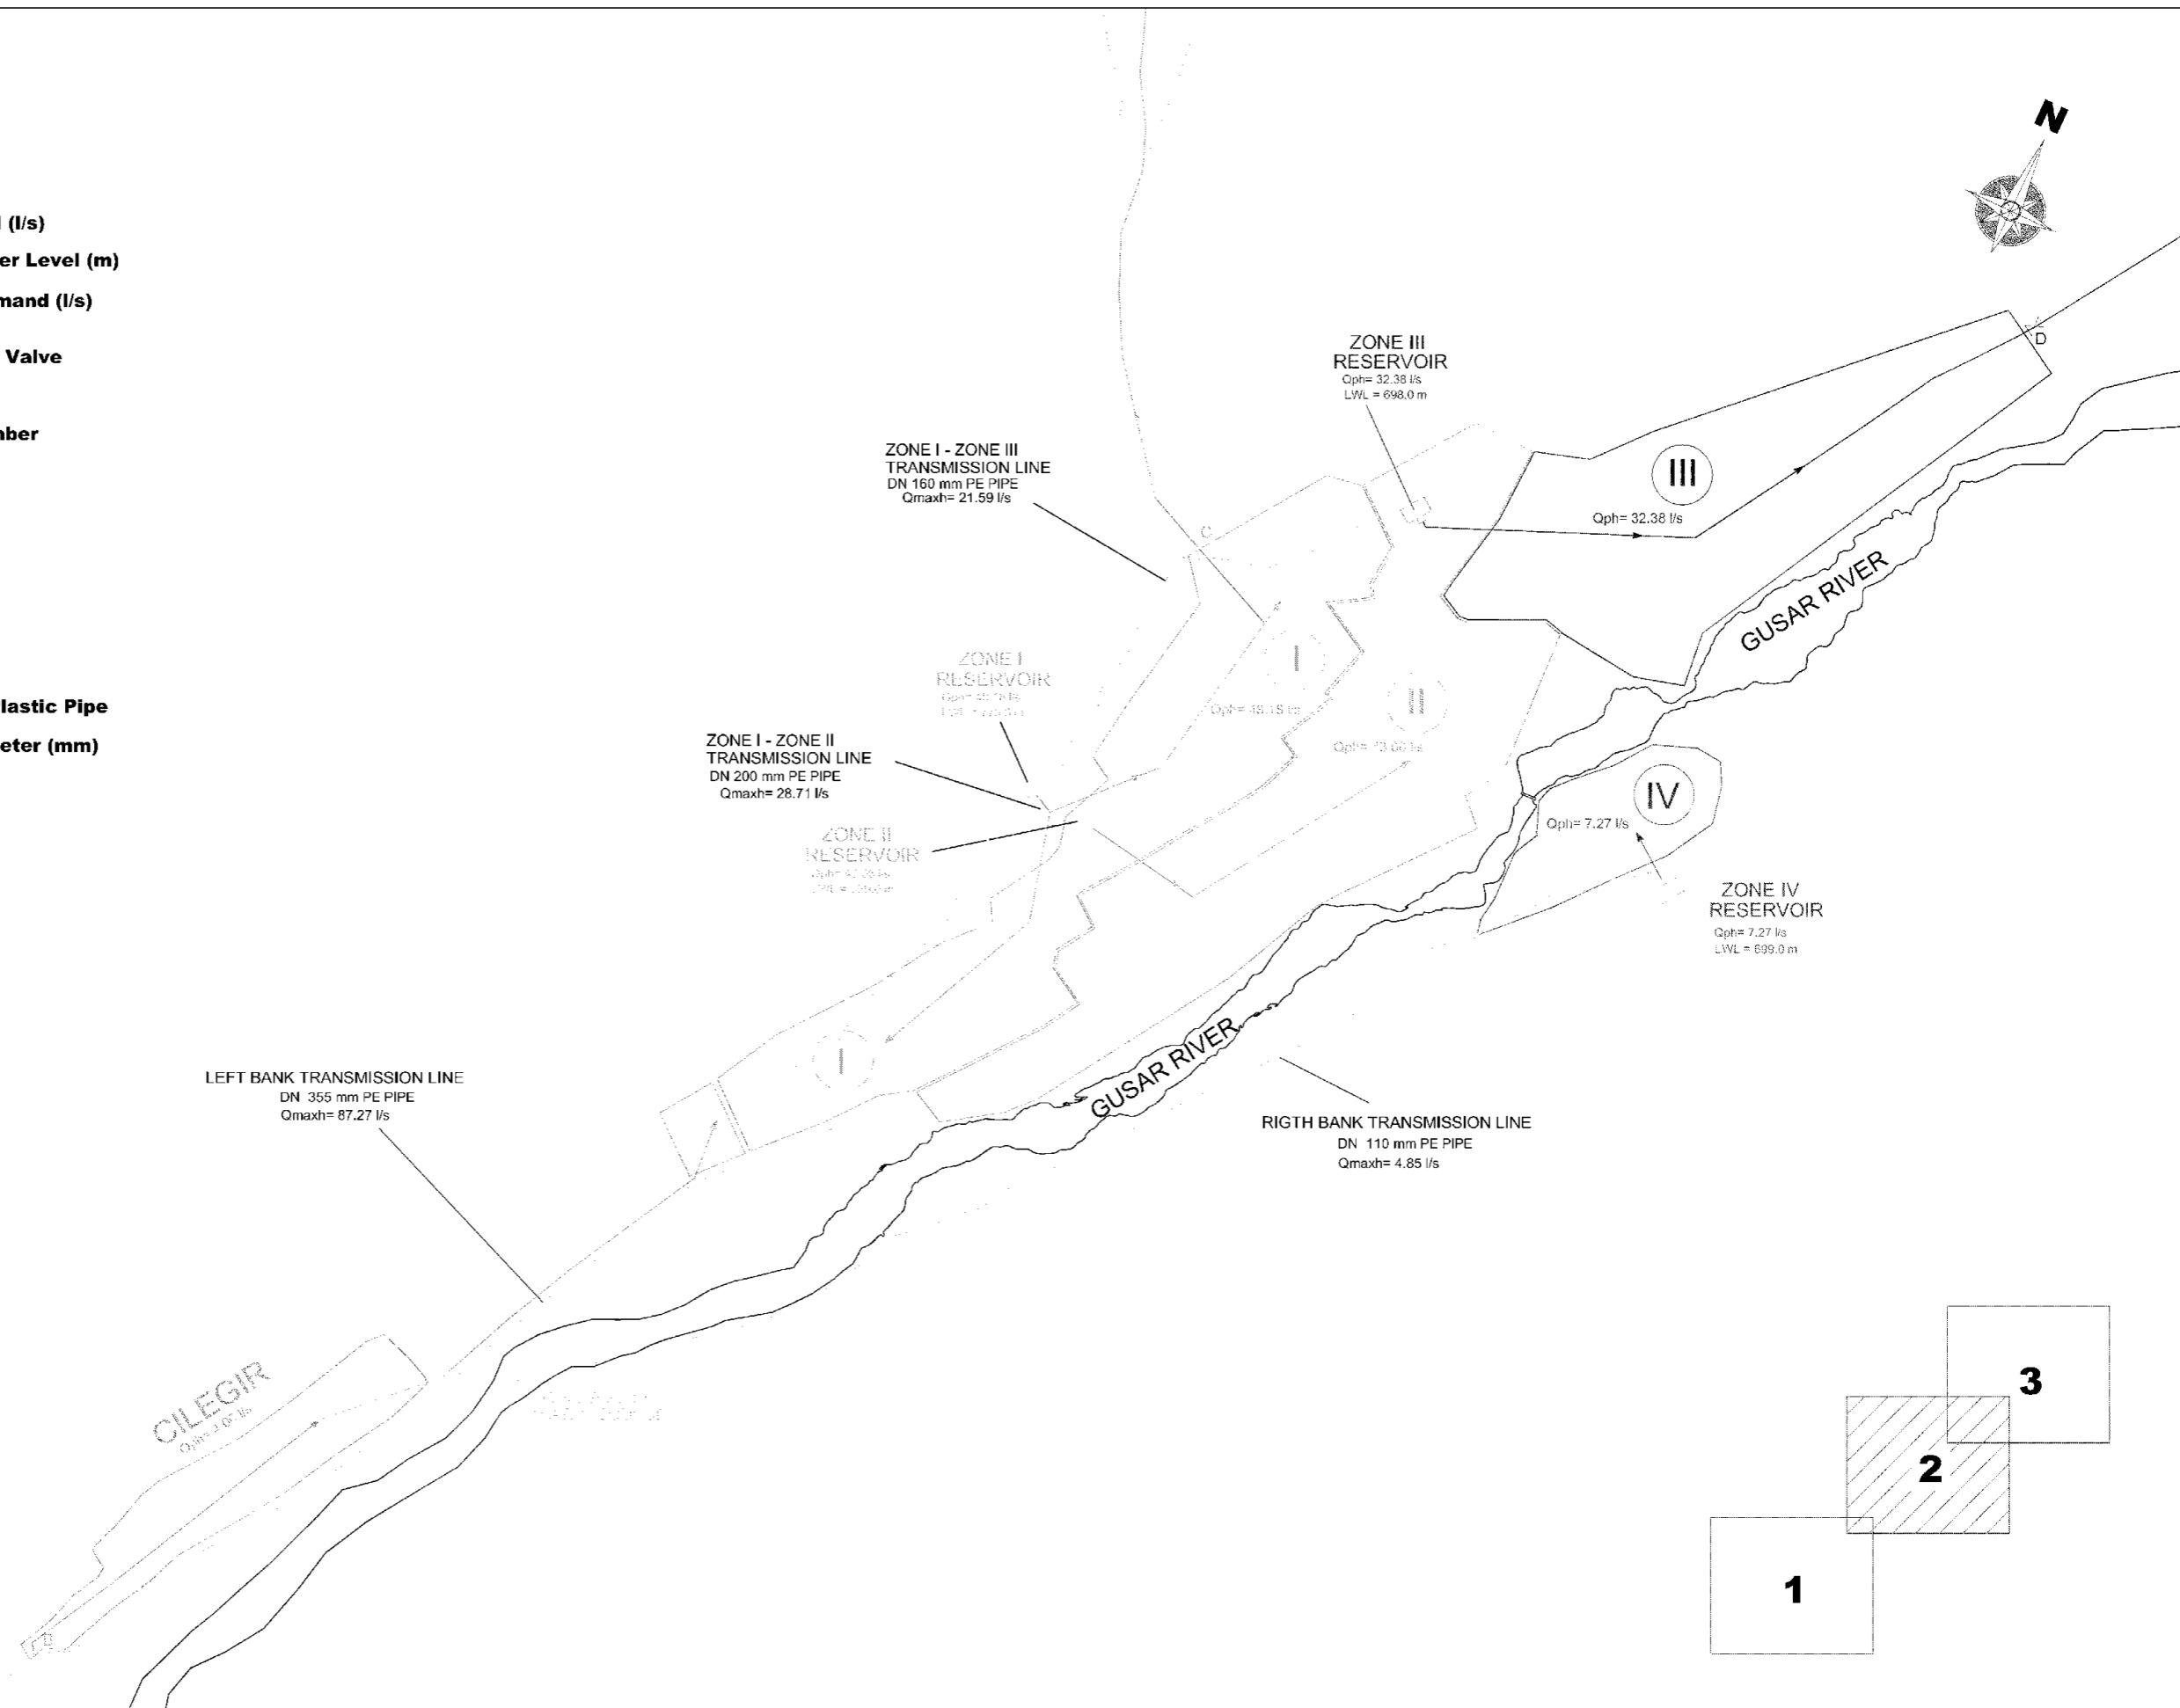 N
l (l/s)
er Level (m)
mand (l/s)
Valve
nber
lastic Pipe
eter (mm)
ZONE III
RESERVOIR
Qph= 32.38 l/s
LWL = 698.0 m
D
ZONE I - ZONE III
TRANSMISSION LINE
DN 160 mm PE PIPE
Qmaxh= 21.59 l/s
III
Qph= 32.38 l/s
C
GUSAR RIVER
ZONE I
RESERVOIR
I
II
ZONE I - ZONE II
TRANSMISSION LINE
DN 200 mm PE PIPE
Qmaxh= 28.71 l/s
ZONE II
RESERVOIR
IV
Qph= 7.27 l/s
ZONE IV
RESERVOIR
Qph= 7.27 l/s
LWL = 699.0 m
I
GUSAR RIVER
LEFT BANK TRANSMISSION LINE
DN 355 mm PE PIPE
Qmaxh= 87.27 l/s
RIGTH BANK TRANSMISSION LINE
DN 110 mm PE PIPE
Qmaxh= 4.85 l/s
CILEGIR
3
2
1